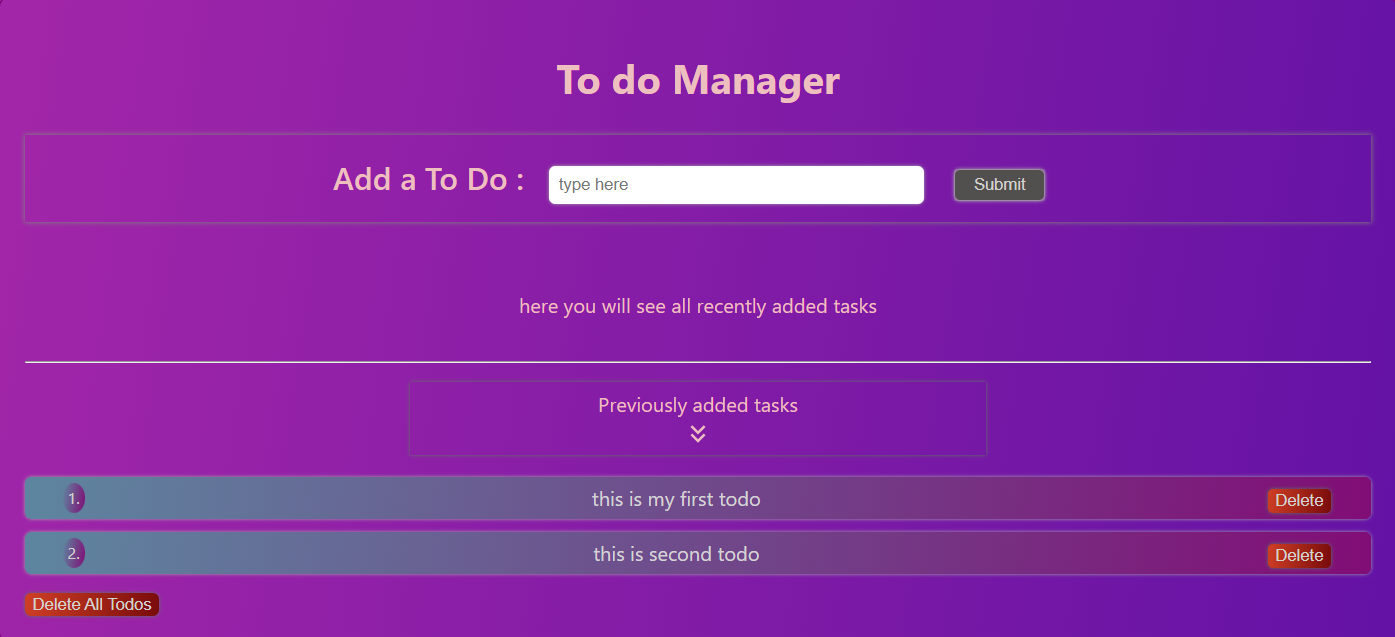 To do Manager
Add a To Do : type here Submit
here you will see all recently added tasks
Previously added tasks
1. this is my first todo Delete
2. this is second todo Delete
Delete All Todos